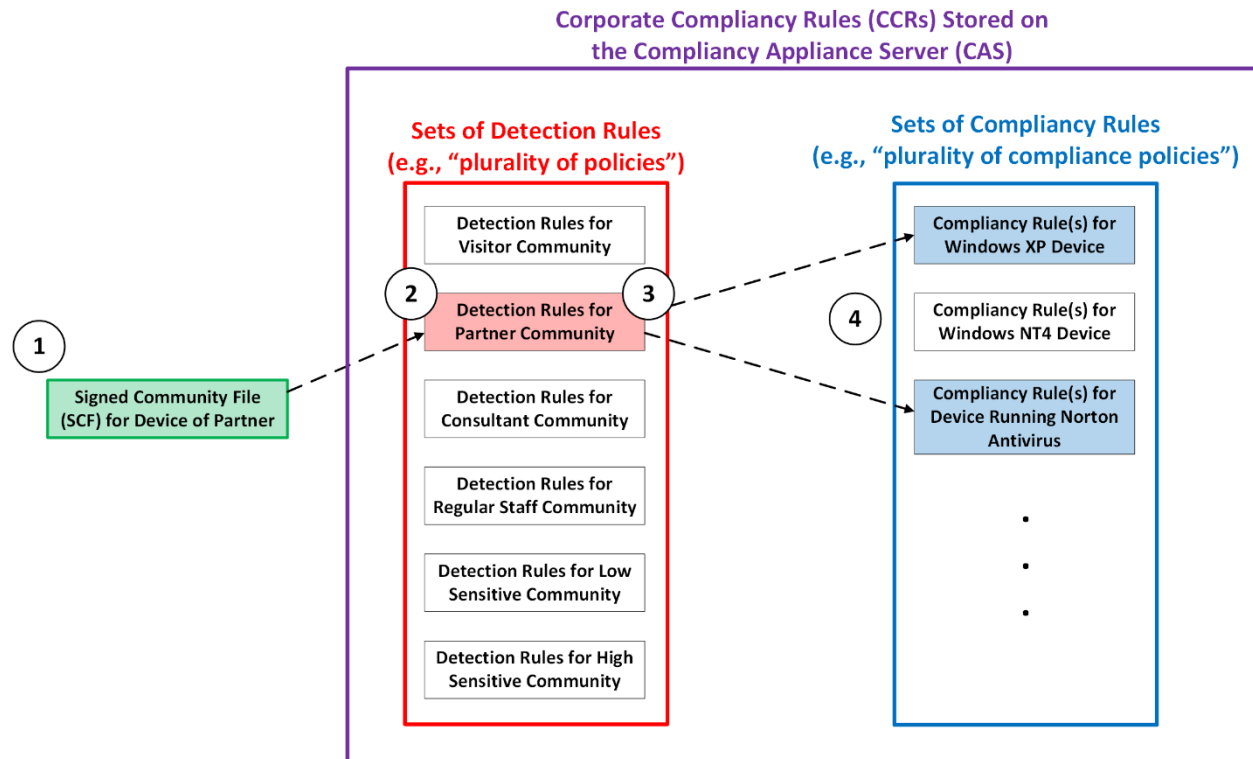 Corporate Compliancy Rules (CCRs) Stored on
the Compliancy Appliance Server (CAS)
Sets of Detection Rules
(e.g., “plurality of policies”)
Sets of Compliancy Rules
(e.g., “plurality of compliance policies”)
1
Signed Community File
(SCF) for Device of Partner
Detection Rules for
Visitor Community
2
Detection Rules for
Partner Community
3
Detection Rules for
Consultant Community
Detection Rules for
Regular Staff Community
Detection Rules for Low
Sensitive Community
Detection Rules for High
Sensitive Community
Compliancy Rule(s) for
Windows XP Device
4
Compliancy Rule(s) for
Windows NT4 Device
Compliancy Rule(s) for
Device Running Norton
Antivirus